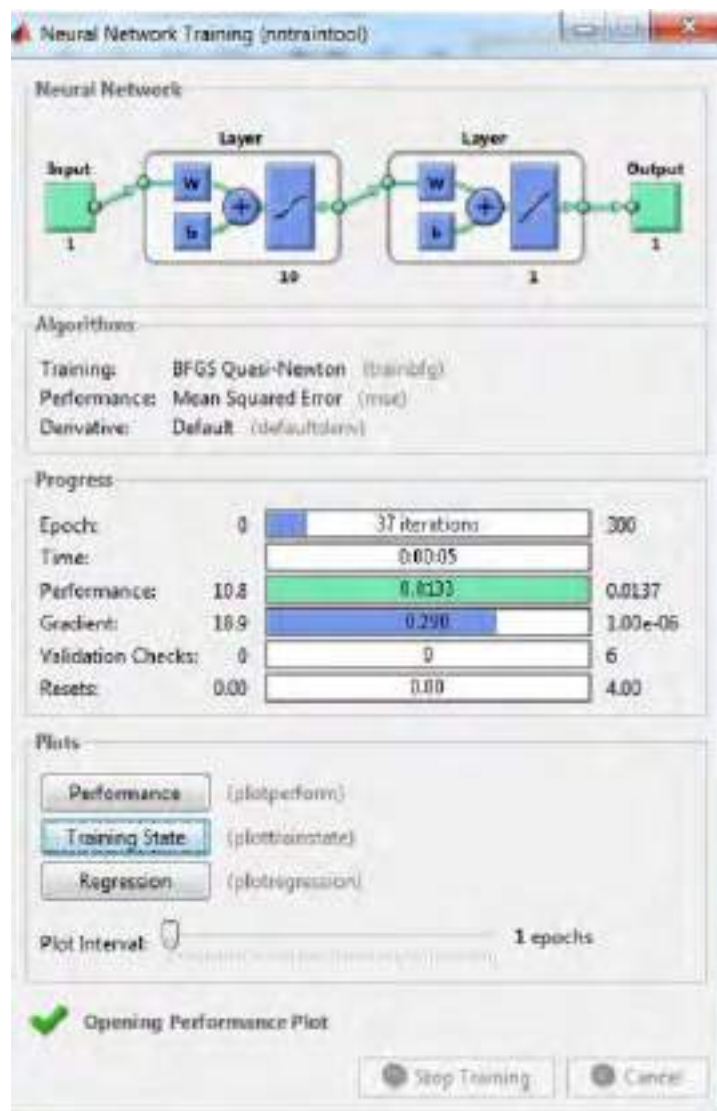 Neural Network Training (nntraintool)
Neural Network
Layer Layer
Input Output
W W
b b
1 10 1 1
Algorithms
Training: BFGS Quasi-Newton (trainbfg)
Performance: Mean Squared Error (mse)
Derivative: Default (defaultderiv)
Progress
Epoch: 0 37 iterations 300
Time: 0:00:05
Performance: 10.8 0.0133 0.0137
Gradient: 18.9 0.290 1.00e-06
Validation Checks: 0 0 6
Resets: 0.00 0.00 4.00
Plots
Performance (plotperform)
Training State (plottrainstate)
Regression (plotregression)
Plot Interval: 1 epochs
Opening Performance Plot
Stop Training Cancel